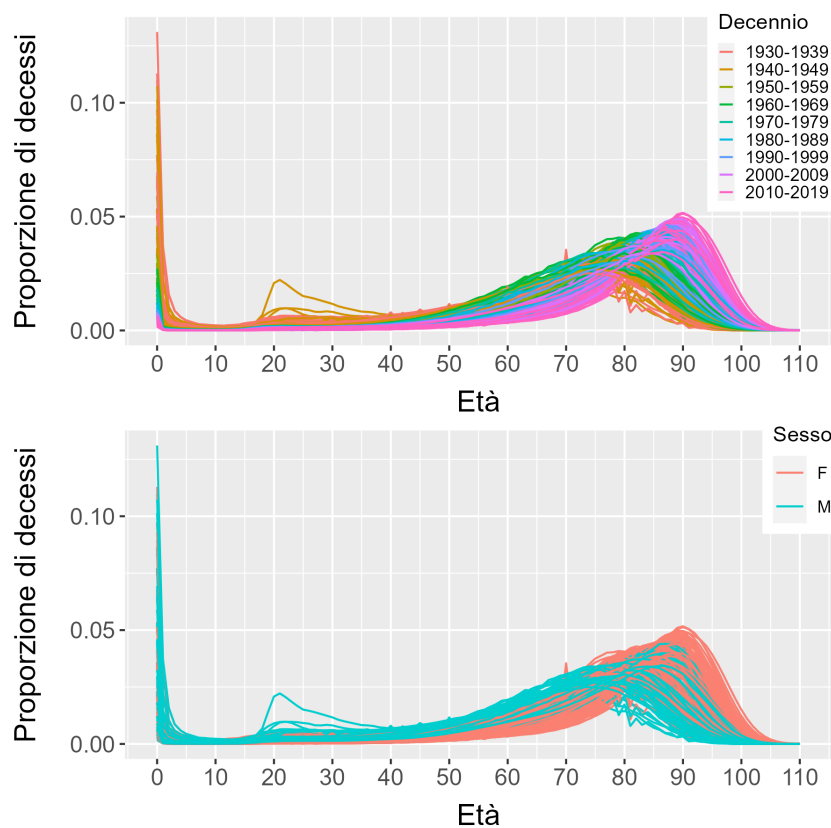 Proporzione di decessi
0.10
0.05
0.00
Decennio
1930-1939
1940-1949
1950-1959
1960-1969
1970-1979
1980-1989
1990-1999
2000-2009
2010-2019
0 10 20 30 40 50 60 70 80 90 100 110
Età
Proporzione di decessi
0.10
0.05
0.00
Sesso
F
M
0 10 20 30 40 50 60 70 80 90 100 110
Età